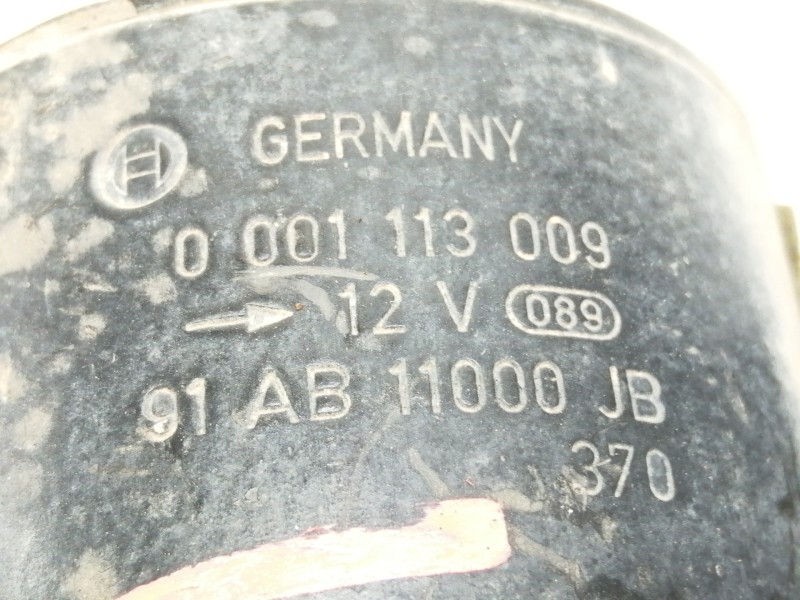 GERMANY
0 001 113 009
12 V 089
91 AB 11000 JB
370